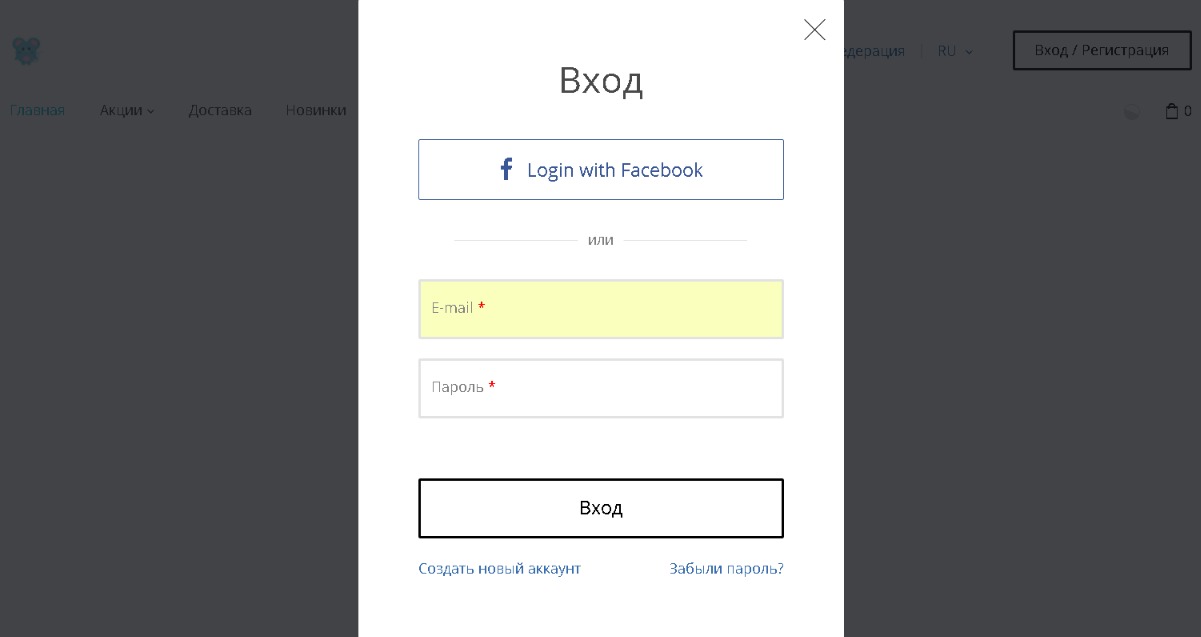 RU
Вход / Регистрация
Главная
Акции
Доставка
Новинки
0
Вход
Login with Facebook
или
E-mail *
Пароль *
Вход
Создать новый аккаунт
Забыли пароль?